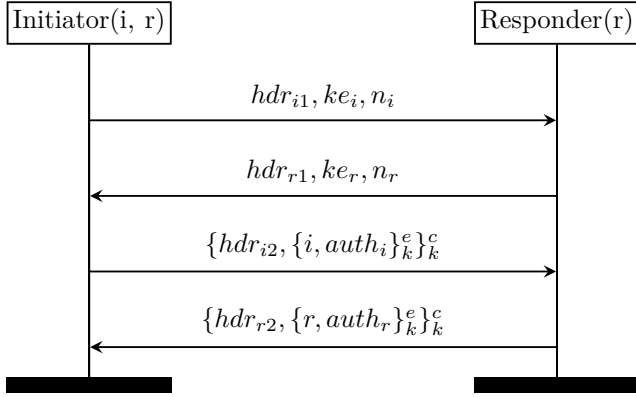 Initiator(i, r) Responder(r)
hdr_{i1}, ke_i, n_i
hdr_{r1}, ke_r, n_r
{hdr_{i2}, {i, auth_i}^e_k}^c_k
{hdr_{r2}, {r, auth_r}^e_k}^c_k